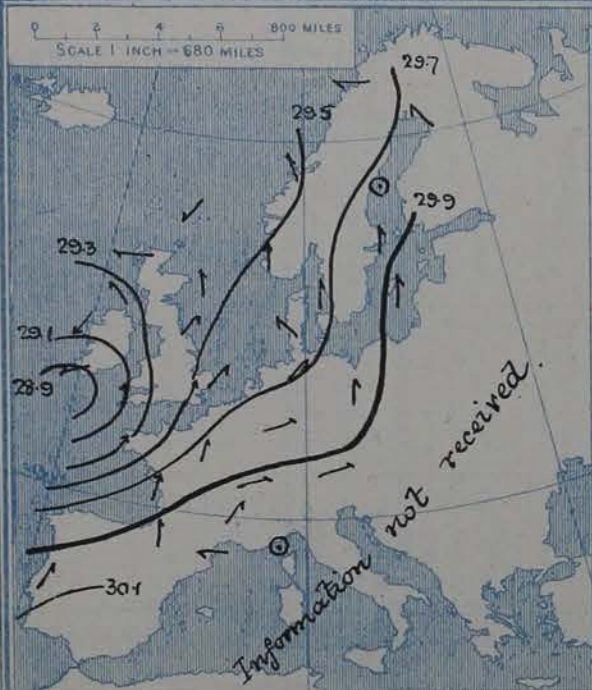 0 2 4 6 800 MILES
SCALE 1 INCH = 680 MILES
29.7
29.5
29.9
29.3
29.1
28.9
30.1
Information not received.